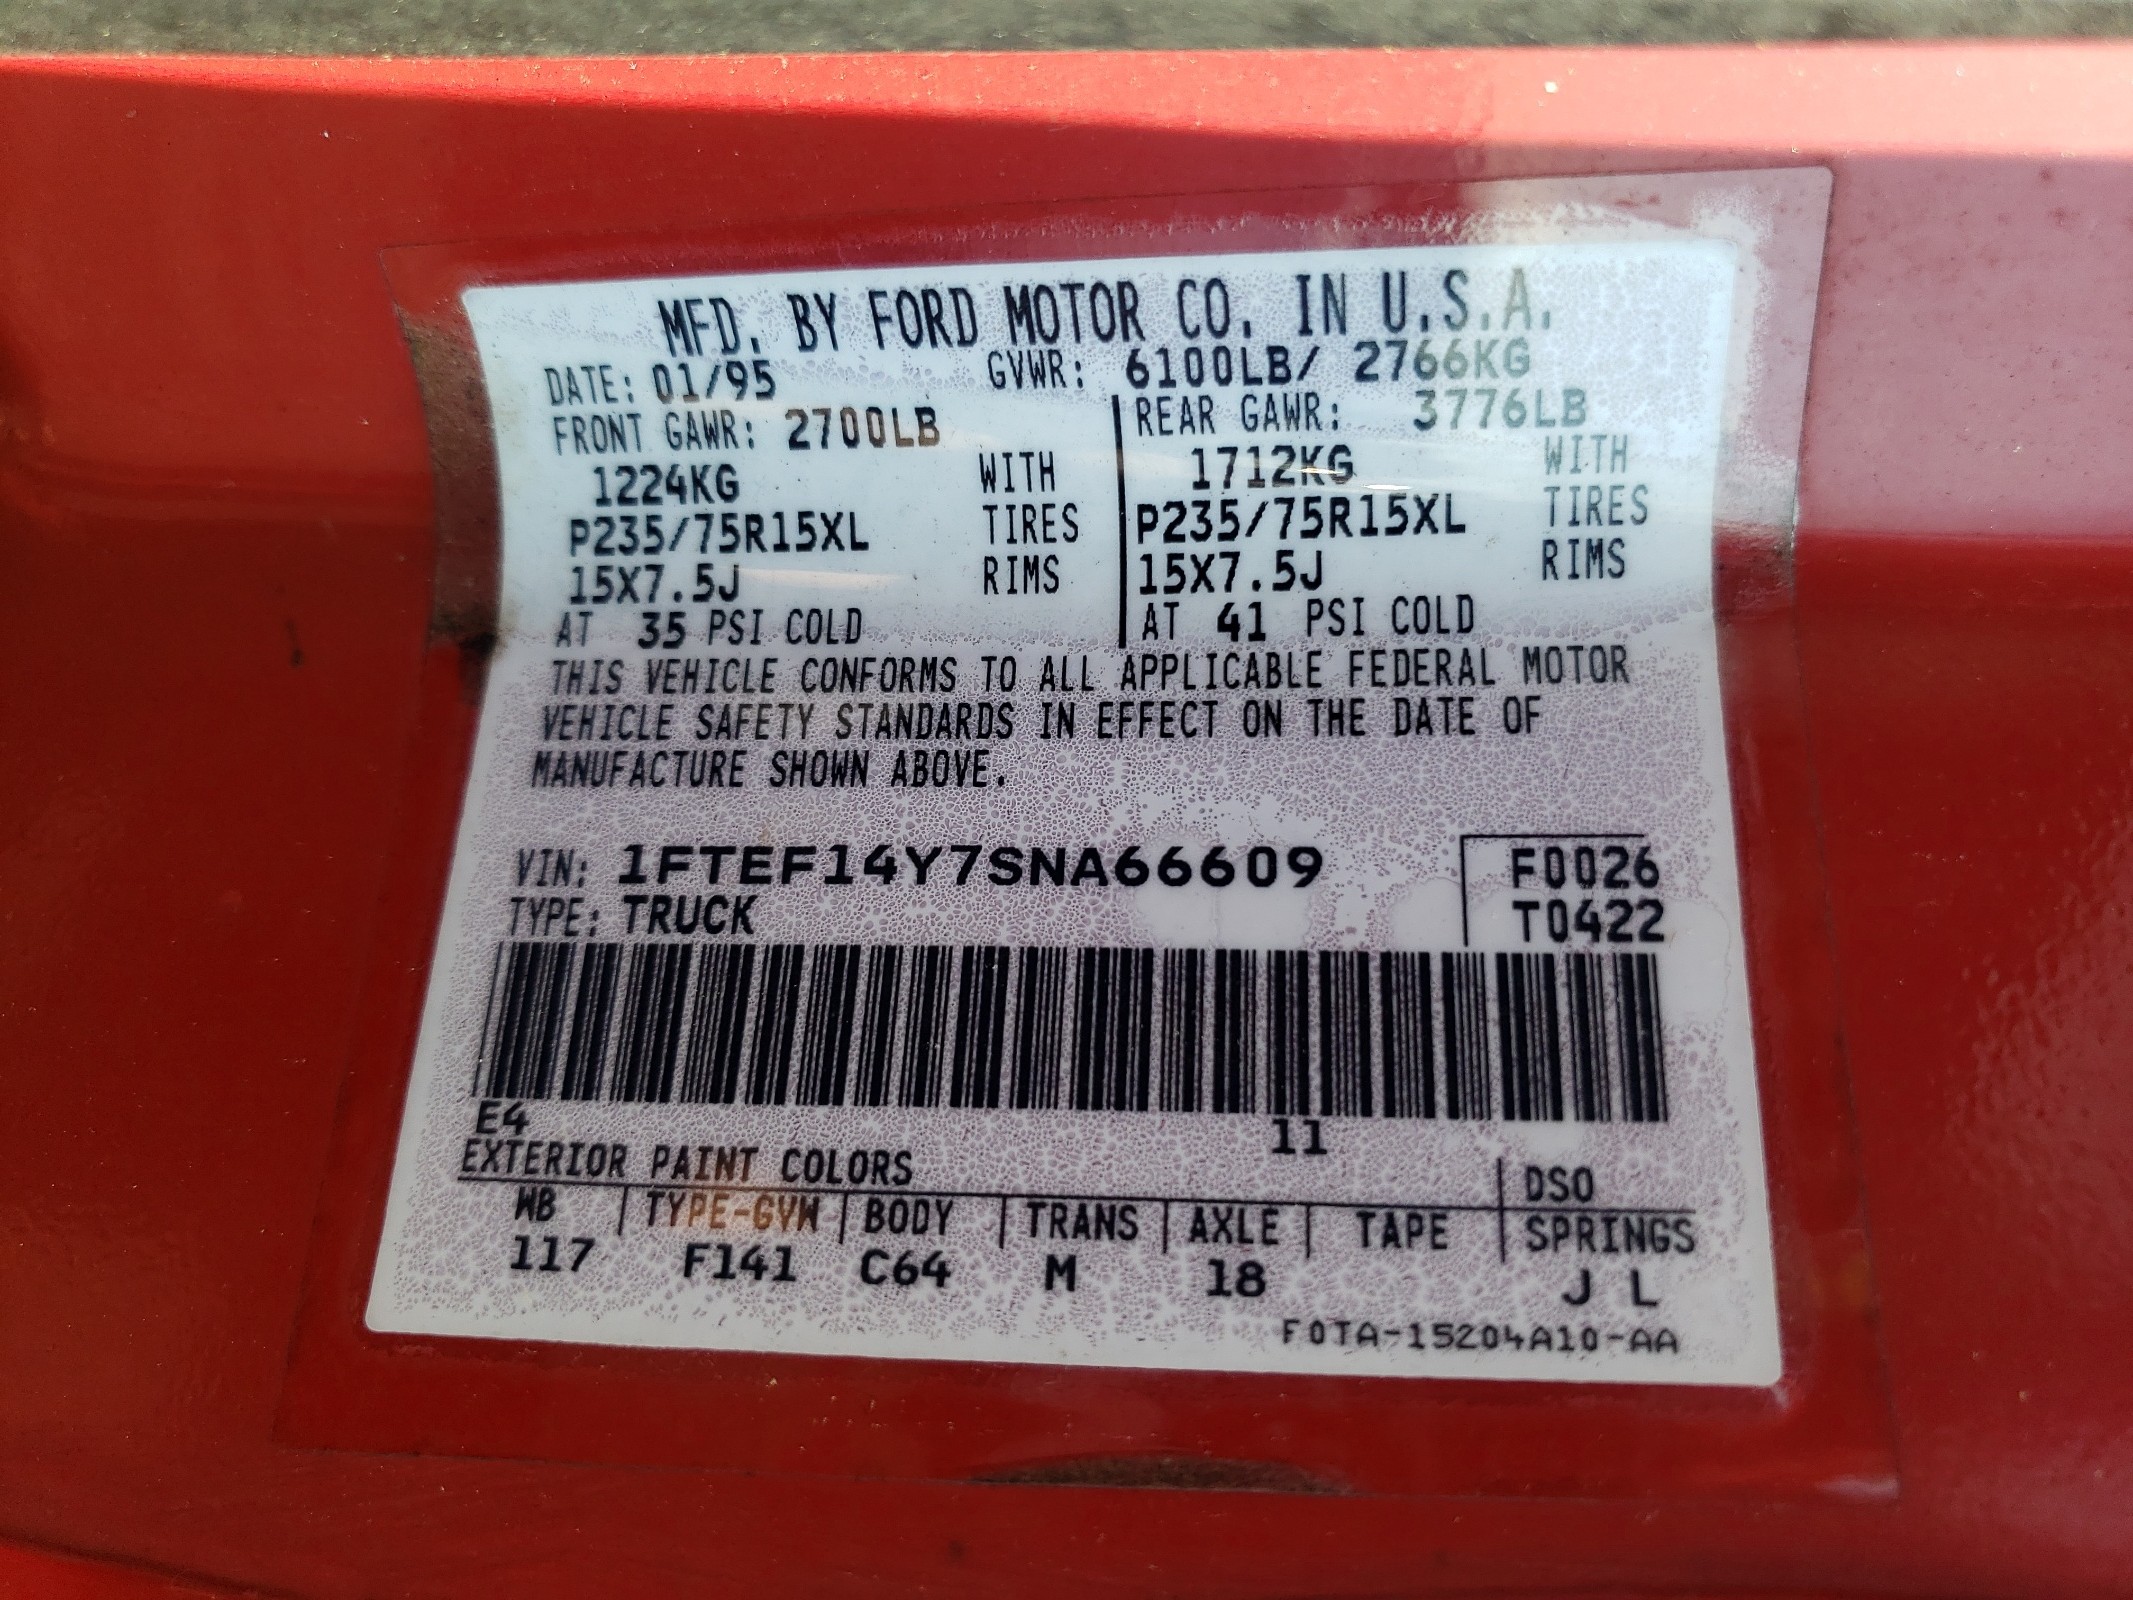 MFD. BY FORD MOTOR CO. IN U.S.A.
DATE: 01/95 GVWR: 6100LB/ 2766KG
FRONT GAWR: 2700LB REAR GAWR: 3776LB
1224KG WITH 1712KG WITH
P235/75R15XL TIRES P235/75R15XL TIRES
15X7.5J RIMS 15X7.5J RIMS
AT 35 PSI COLD AT 41 PSI COLD
THIS VEHICLE CONFORMS TO ALL APPLICABLE FEDERAL MOTOR
VEHICLE SAFETY STANDARDS IN EFFECT ON THE DATE OF
MANUFACTURE SHOWN ABOVE.
VIN: 1FTEF14Y7SNA66609 F0026
TYPE: TRUCK T0422
E4 11
EXTERIOR PAINT COLORS DSO
WB TYPE-GVW BODY TRANS AXLE TAPE SPRINGS
117 F141 C64 M 18 J L
F0TA-15204A10-AA